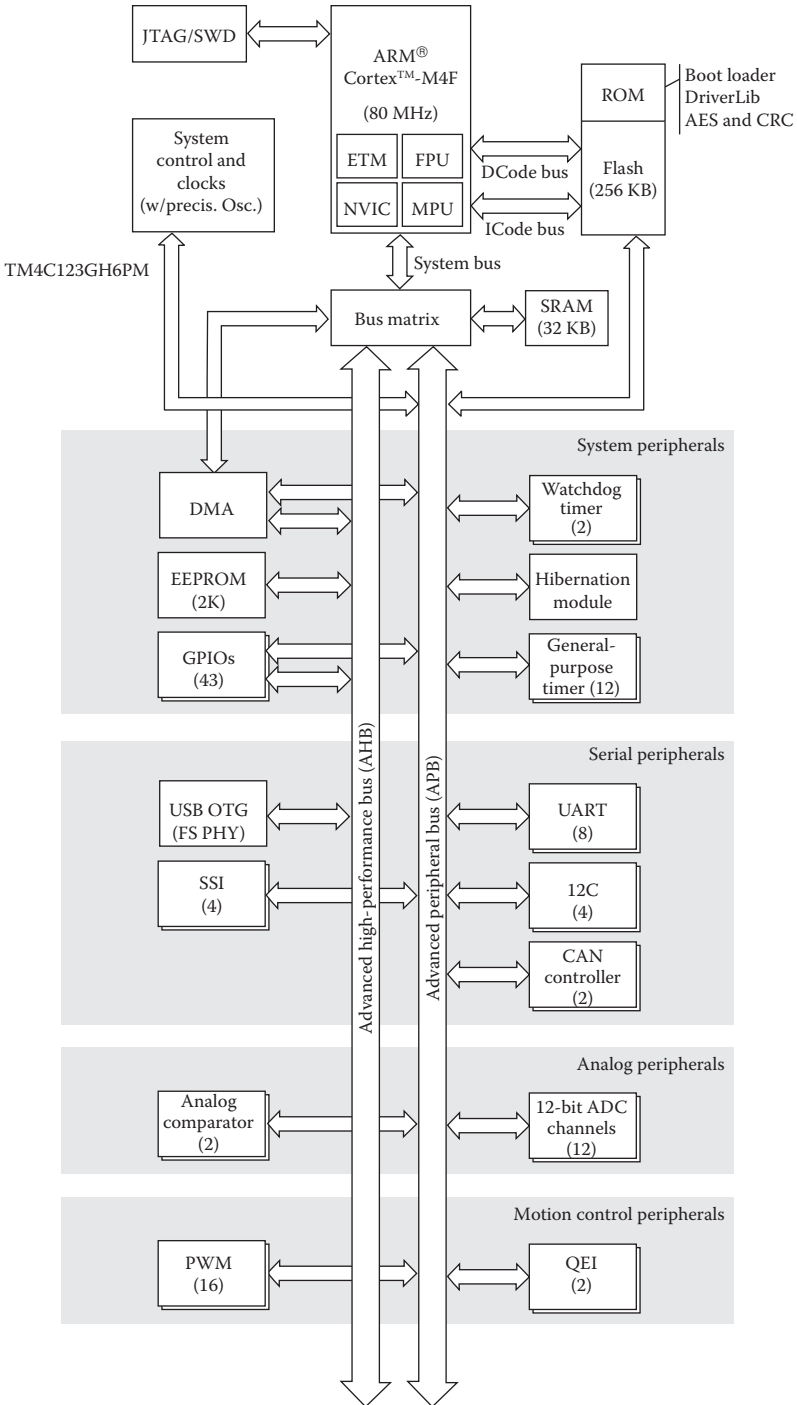 JTAG/SWD
ARM®
Cortex™-M4F
(80 MHz)
ETM
FPU
NVIC
MPU
ROM
Boot loader
DriverLib
AES and CRC
Flash
(256 KB)
DCode bus
ICode bus
System
control and
clocks
(w/precis. Osc.)
TM4C123GH6PM
System bus
Bus matrix
SRAM
(32 KB)
System peripherals
DMA
Watchdog
timer
(2)
EEPROM
(2K)
Hibernation
module
GPIOs
(43)
General-
purpose
timer (12)
Advanced high-performance bus (AHB)
Advanced peripheral bus (APB)
Serial peripherals
USB OTG
(FS PHY)
UART
(8)
SSI
(4)
12C
(4)
CAN
controller
(2)
Analog peripherals
Analog
comparator
(2)
12-bit ADC
channels
(12)
Motion control peripherals
PWM
(16)
QEI
(2)